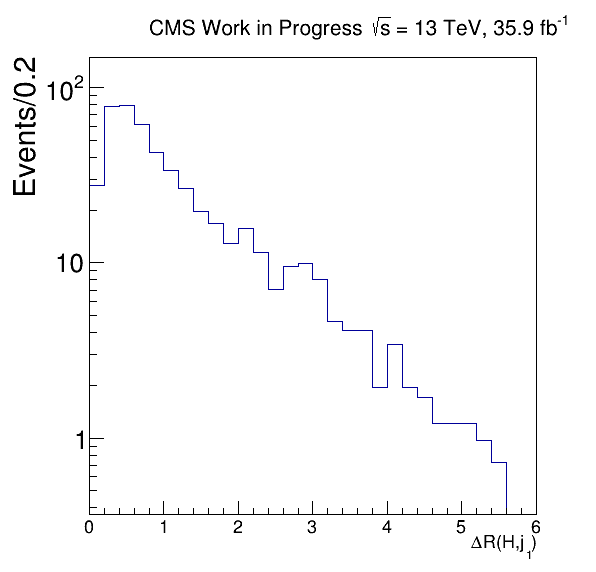 CMS Work in Progress √s = 13 TeV, 35.9 fb⁻¹
Events/0.2
10²
10
1
0 1 2 3 4 5 6
ΔR(H,j₁)